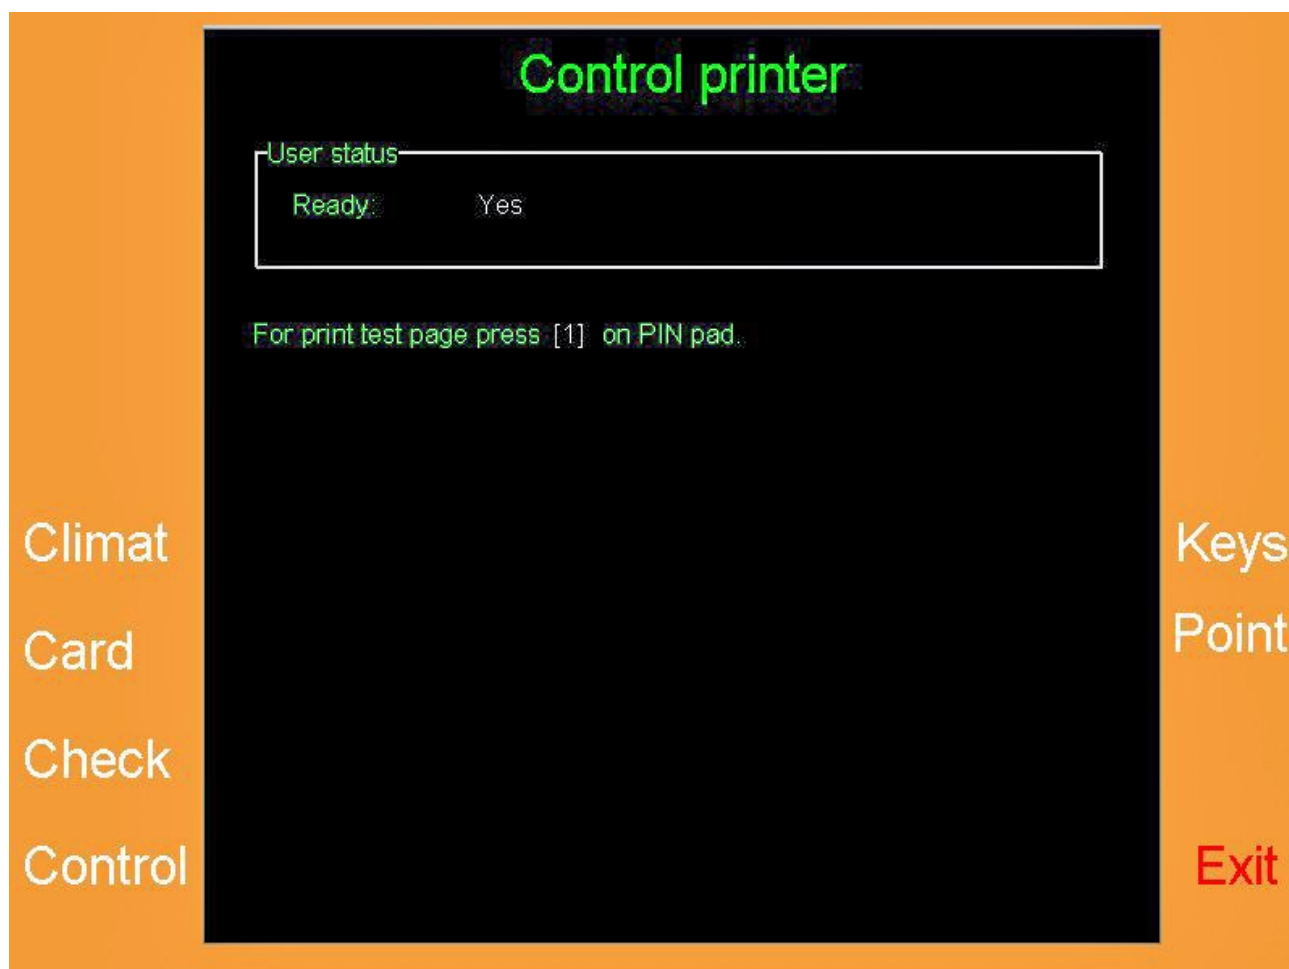 Control printer
User status
Ready: Yes
For print test page press [1] on PIN pad.
Climat
Card
Check
Control
Keys
Point
Exit